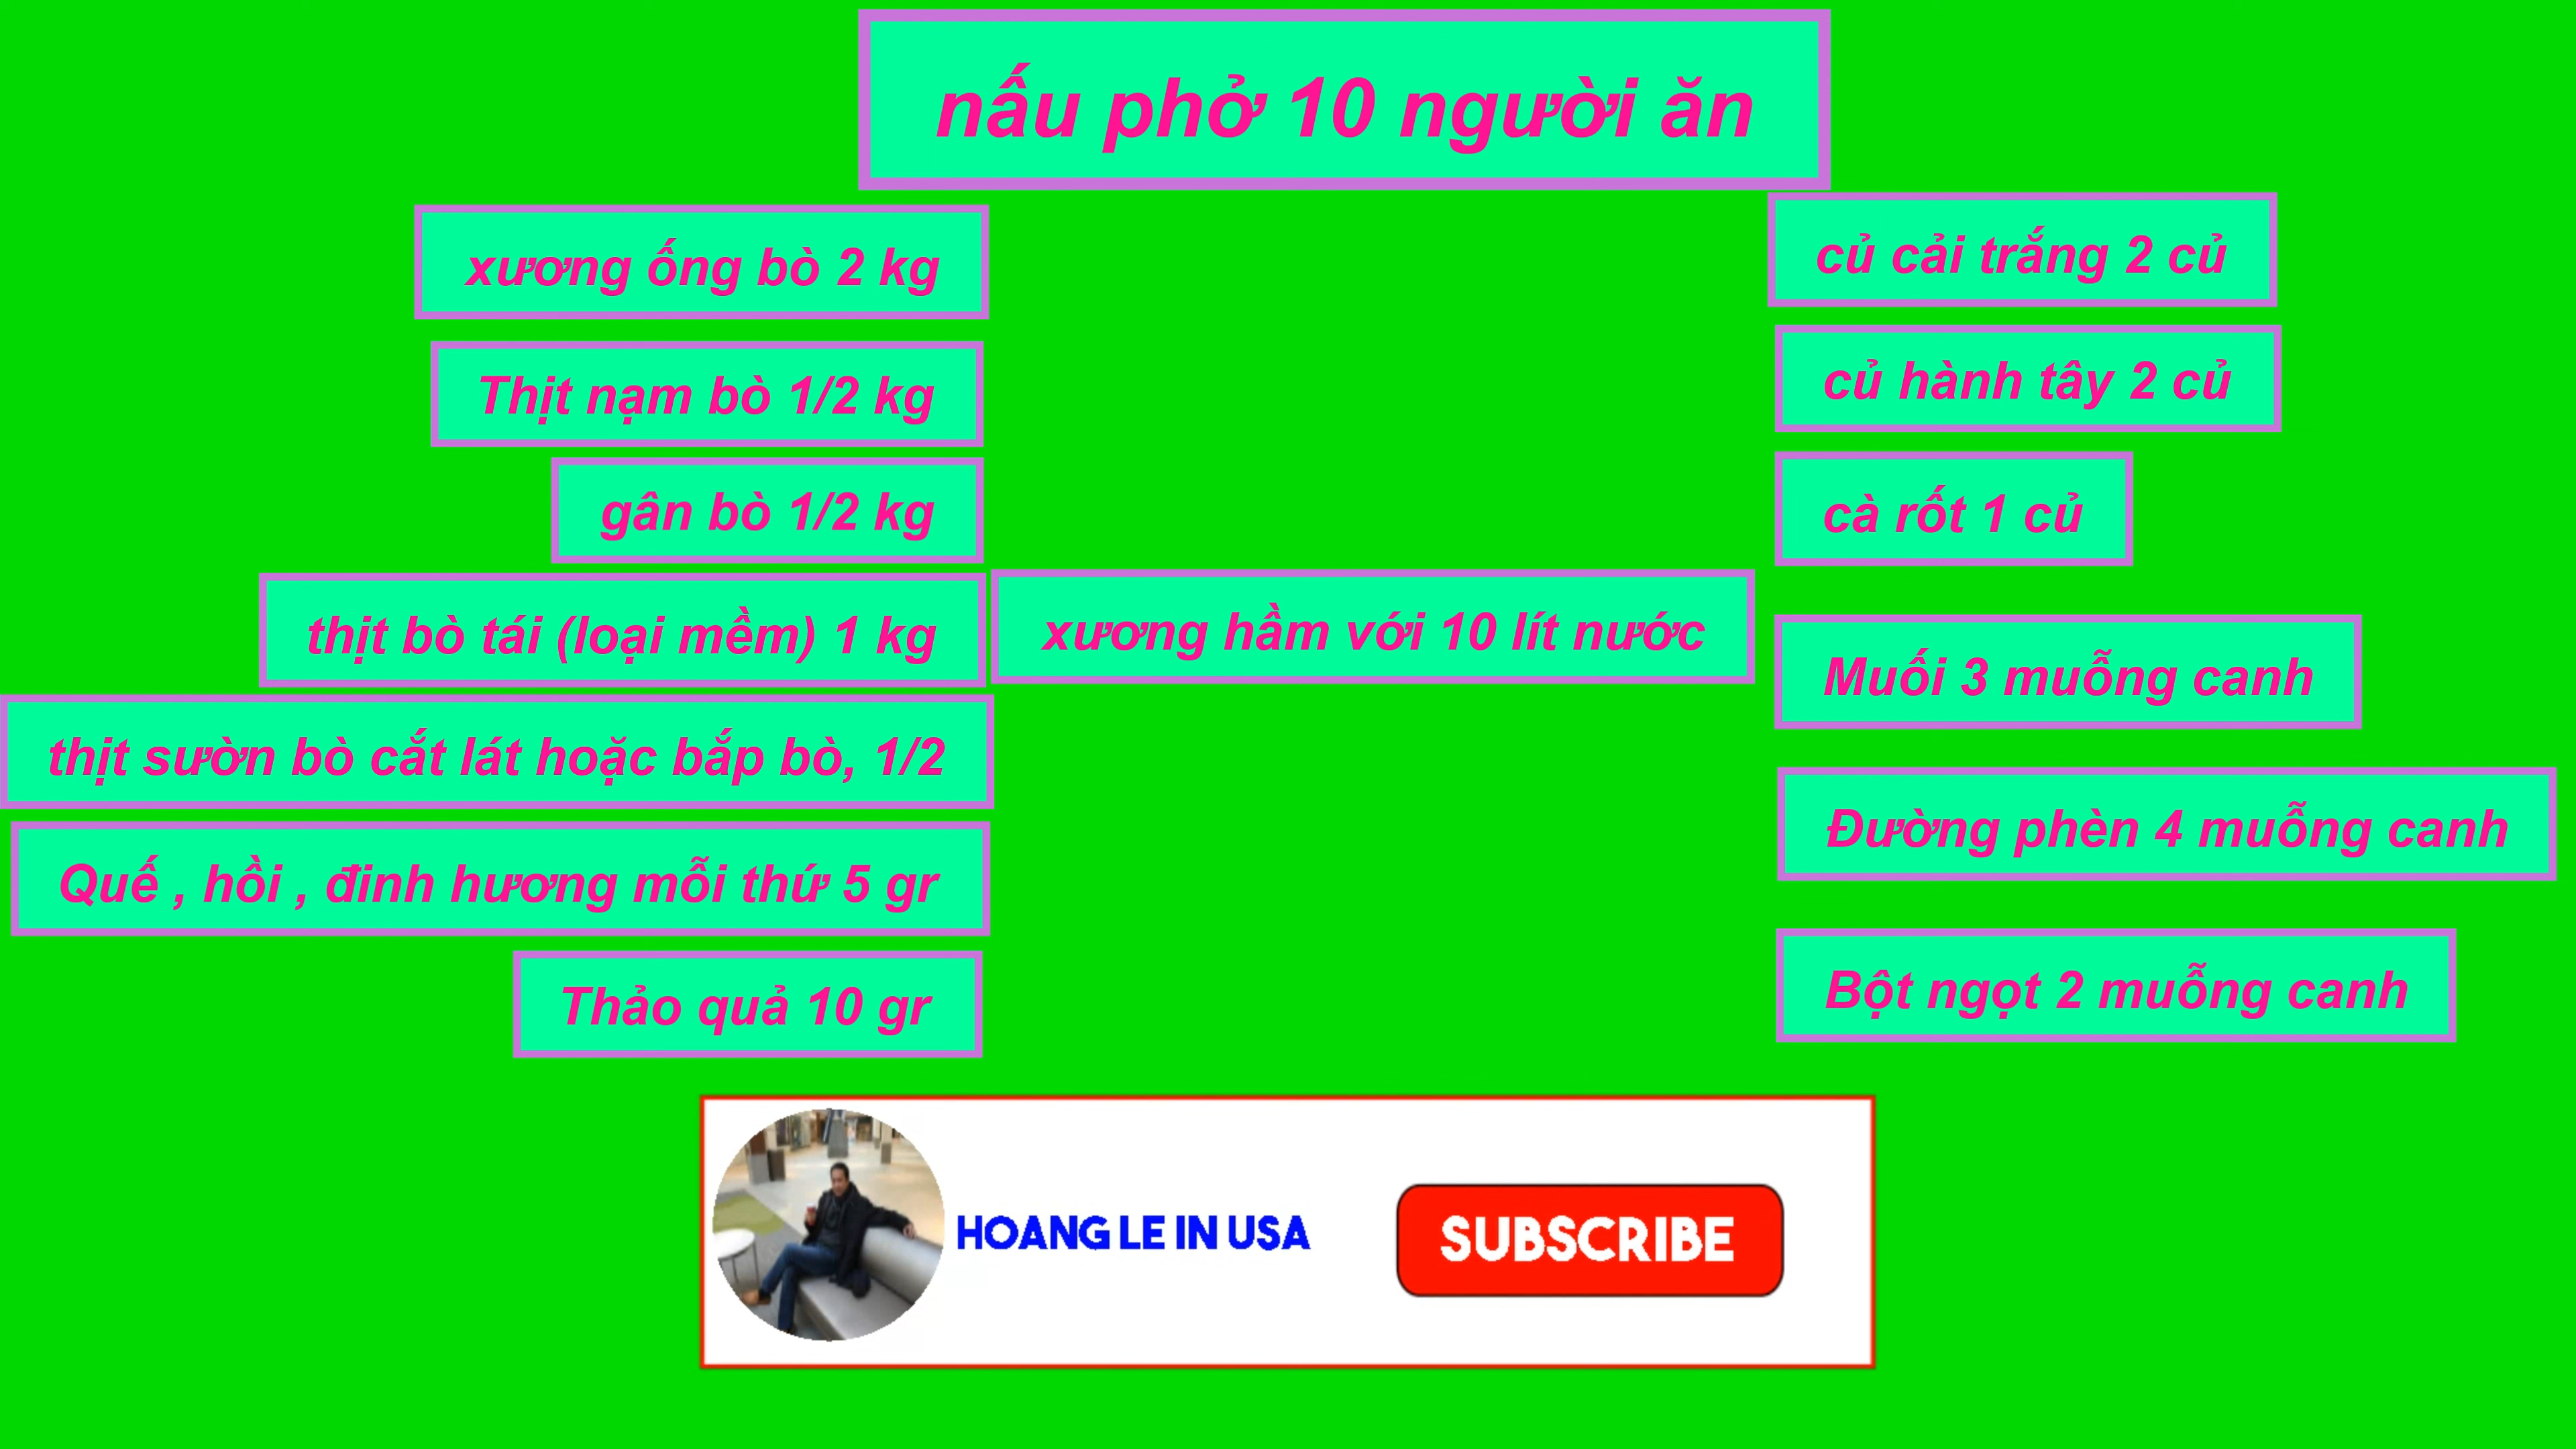 nấu phở 10 người ăn
xương ống bò 2 kg
Thịt nạm bò 1/2 kg
gân bò 1/2 kg
thịt bò tái (loại mềm) 1 kg
thịt sườn bò cắt lát hoặc bắp bò, 1/2
Quế , hồi , đinh hương mỗi thứ 5 gr
Thảo quả 10 gr
xương hầm với 10 lít nước
củ cải trắng 2 củ
củ hành tây 2 củ
cà rốt 1 củ
Muối 3 muỗng canh
Đường phèn 4 muỗng canh
Bột ngọt 2 muỗng canh
HOANG LE IN USA
SUBSCRIBE